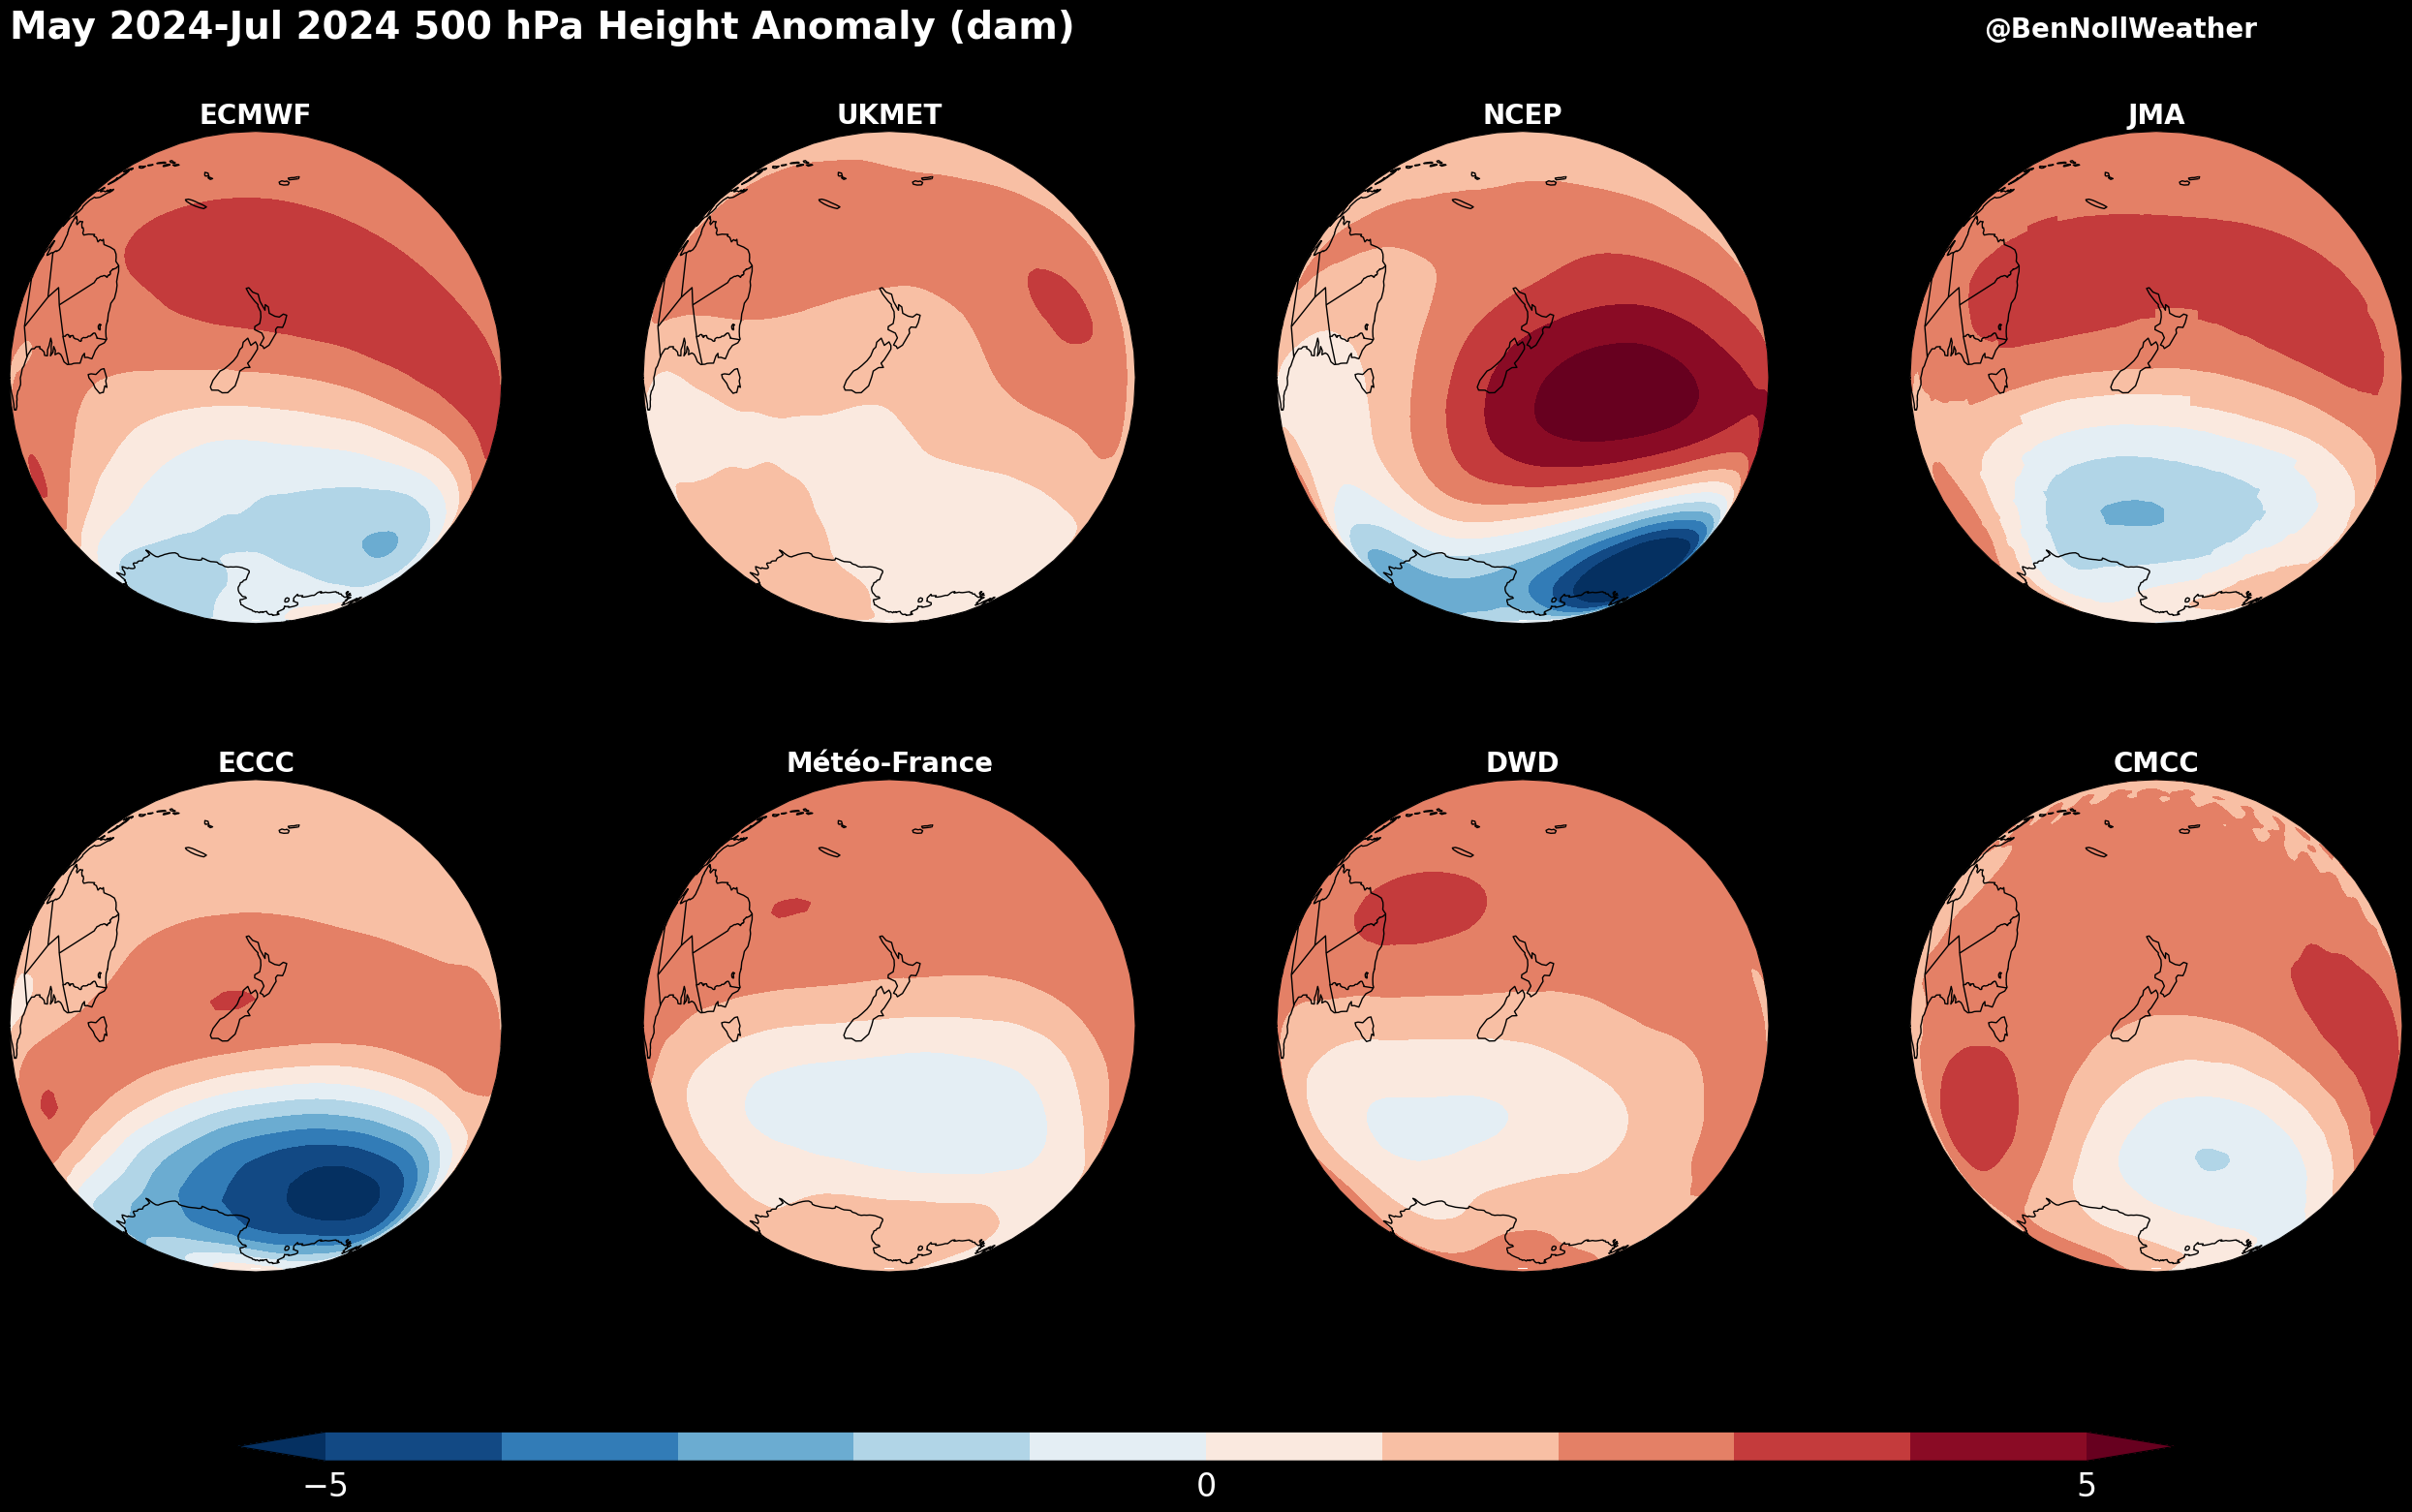 May 2024-Jul 2024 500 hPa Height Anomaly (dam)
@BenNollWeather
ECMWF
UKMET
NCEP
JMA
ECCC
Météo-France
DWD
CMCC
−5
0
5